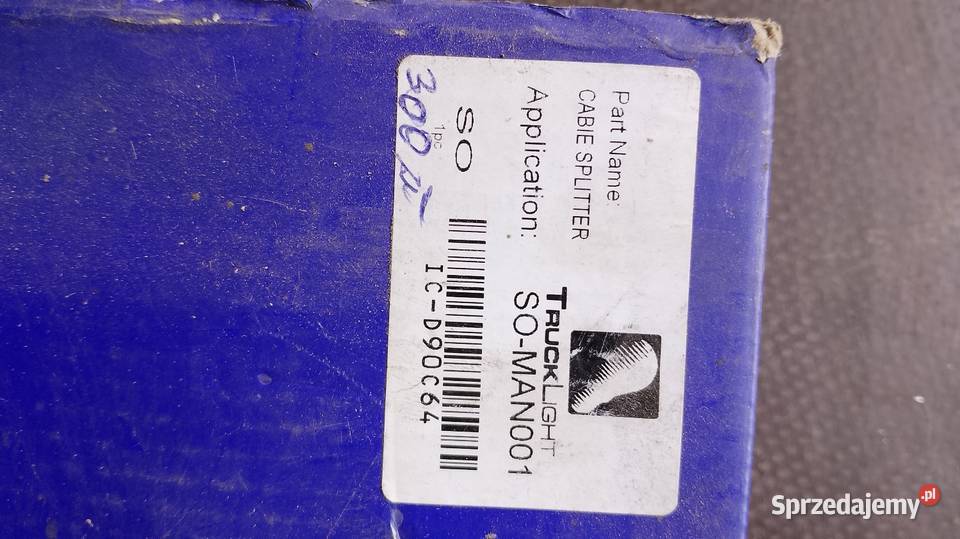 Part Name:
CABIE SPLITTER
Application:
TRUCKLIGHT
SO-MAN001
SO
1pc
IC-D90C64
300 zł
Sprzedajemy.pl